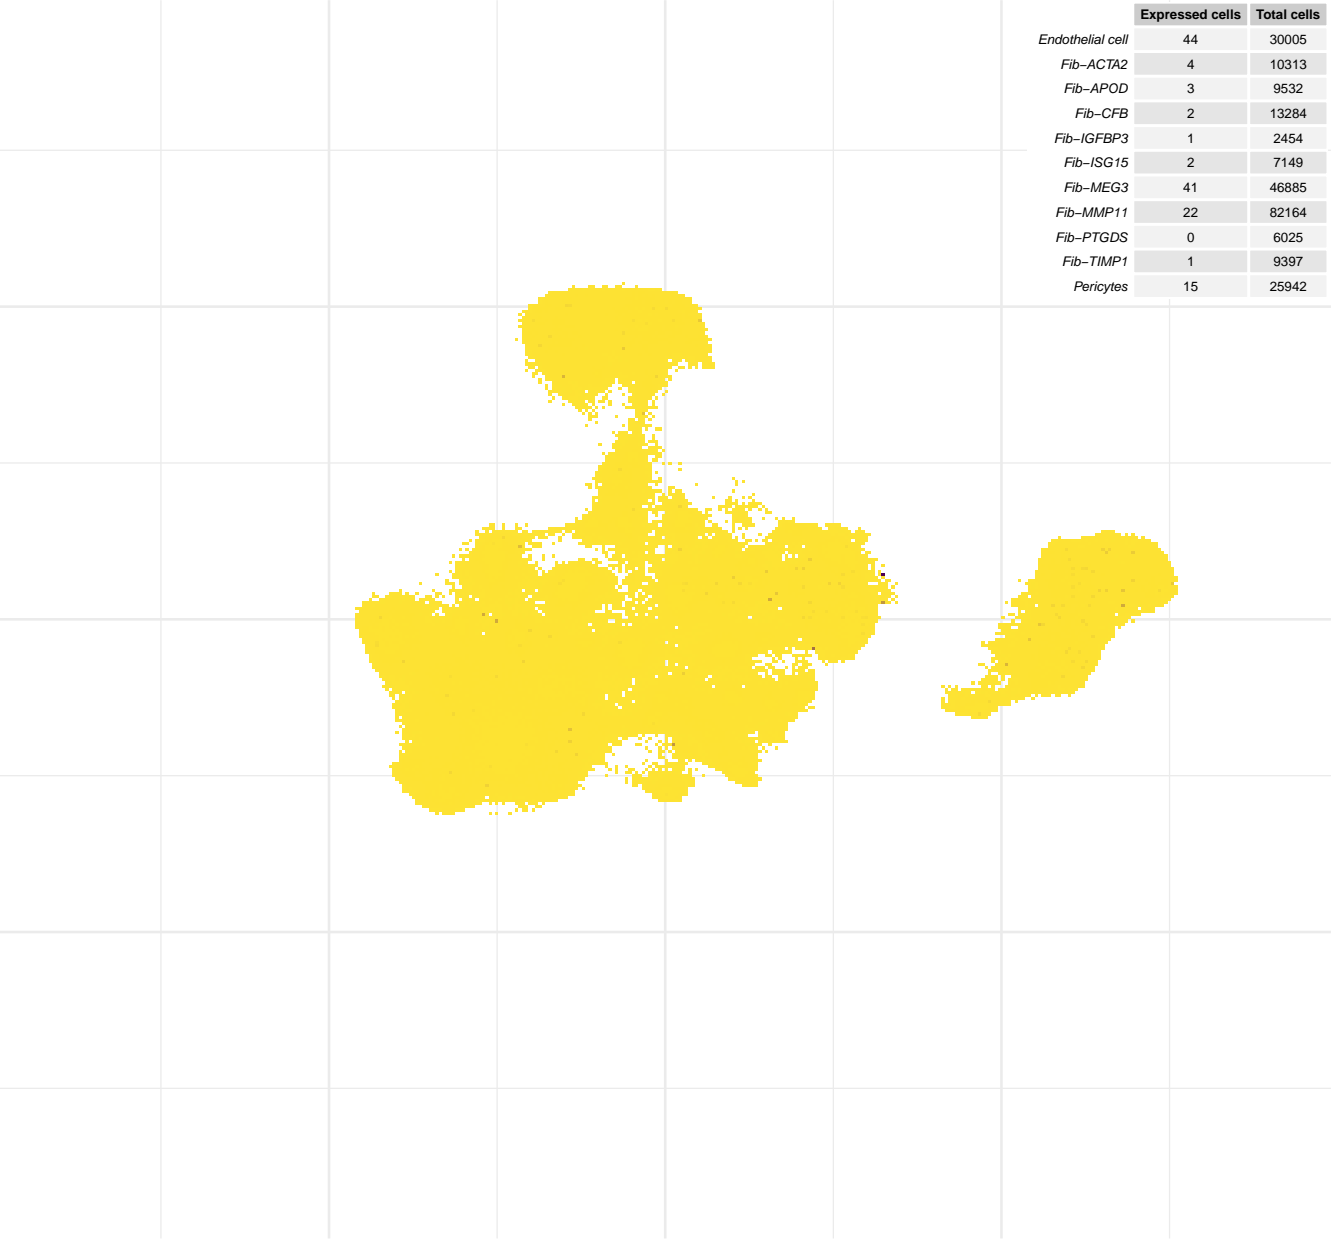 Expressed cells Total cells
Endothelial cell 44 30005
Fib−ACTA2 4 10313
Fib−APOD 3 9532
Fib−CFB 2 13284
Fib−IGFBP3 1 2454
Fib−ISG15 2 7149
Fib−MEG3 41 46885
Fib−MMP11 22 82164
Fib−PTGDS 0 6025
Fib−TIMP1 1 9397
Pericytes 15 25942